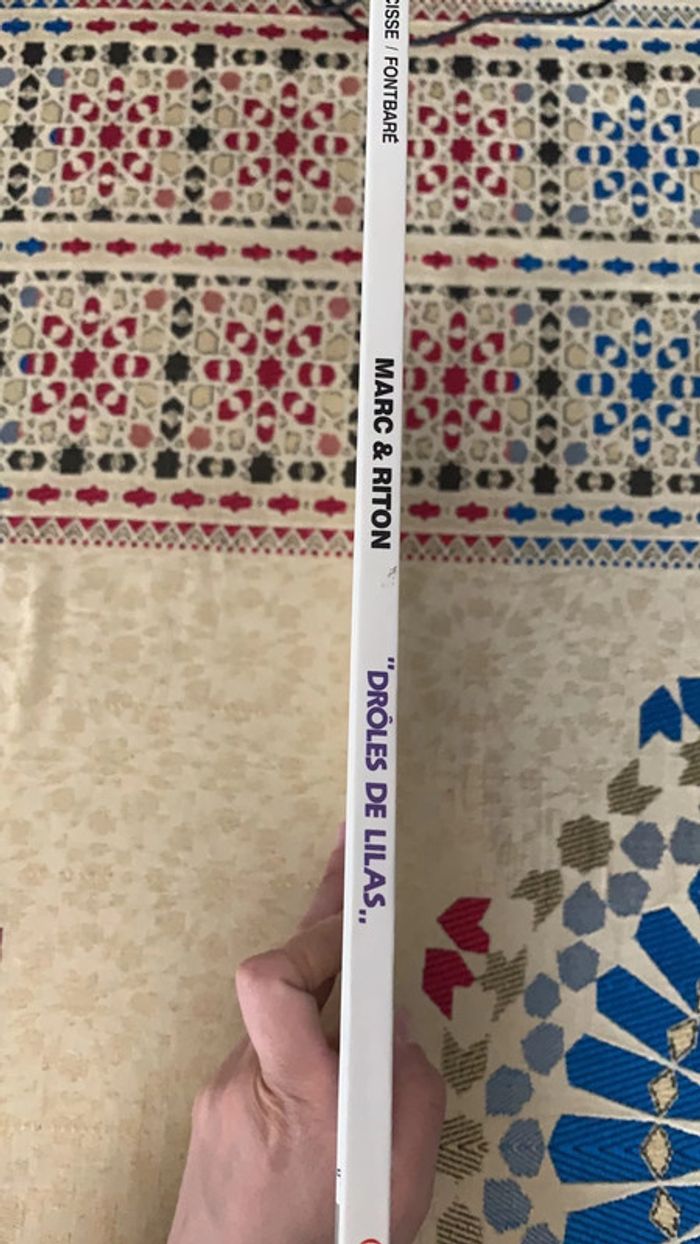 CISSE / FONTBARÉ
MARC & RITON
"DRÔLES DE LILAS"